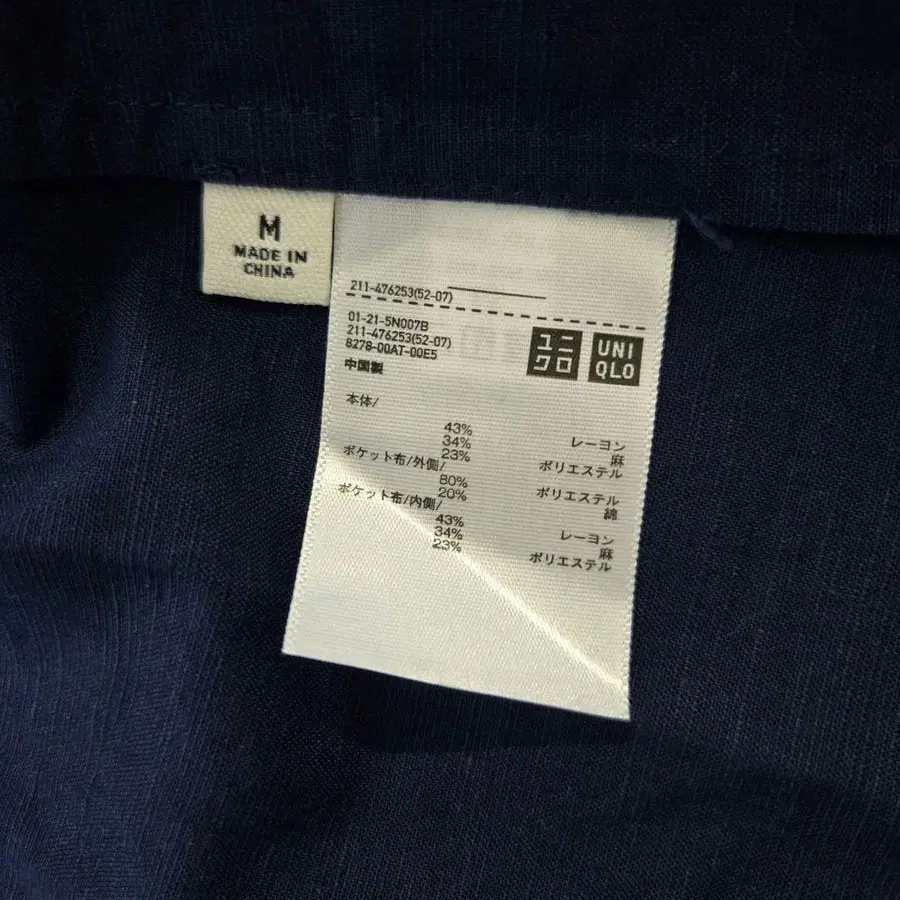 M
MADE IN
CHINA
211-476253(52-07)
01-21-5N007B
211-476253(52-07)
8278-00AT-00E5
中国製
ユニ
クロ
UNI
QLO
本体/
43% レーヨン
34% 麻
23% ポリエステル
ポケット布/外側/
80% ポリエステル
20% 綿
ポケット布/内側/
43% レーヨン
34% 麻
23% ポリエステル